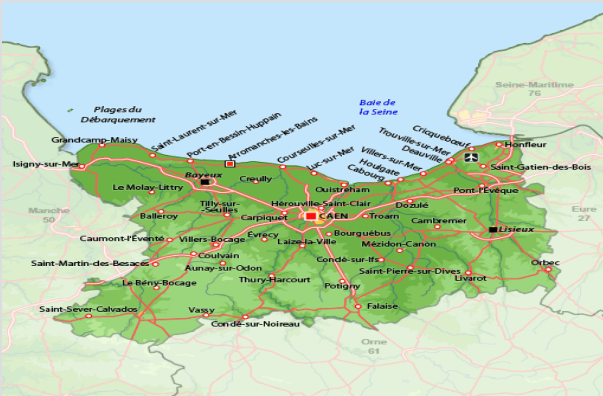 Seine-Maritime
76
Baie de
la Seine
Plages du
Débarquement
Grandcamp-Maisy
Saint-Laurent-sur-Mer
Port-en-Bessin-Huppain
Arromanches-les-Bains
Courseilles-sur-Mer
Luc-sur-Mer
Ouistreham
Cabourg
Houlgate
Villers-sur-Mer
Deauville
Trouville-sur-Mer
Cricquebœuf
Honfleur
Isigny-sur-Mer
Saint-Gatien-des-Bois
Bayeux
Creully
Le Molay-Littry
Pont-l'Évêque
Tilly-sur-
-Seulles
Hérouville-Saint-Clair
Dozulé
Manche
50
Balleroy
Carpiquet
CAEN
Troarn
Eure
27
Cambremer
Lisieux
Caumont-l'Éventé
Villers-Bocage
Évrecy
Bourguébus
Laize-la-Ville
Mézidon-Canon
Coulvain
Condé-sur-Ifs
Saint-Martin-des-Besaces
Aunay-sur-Odon
Saint-Pierre-sur-Dives
Orbec
Thury-Harcourt
Livarot
Le Bény-Bocage
Potigny
Saint-Sever-Calvados
Vassy
Falaise
Condé-sur-Noireau
Orne
61